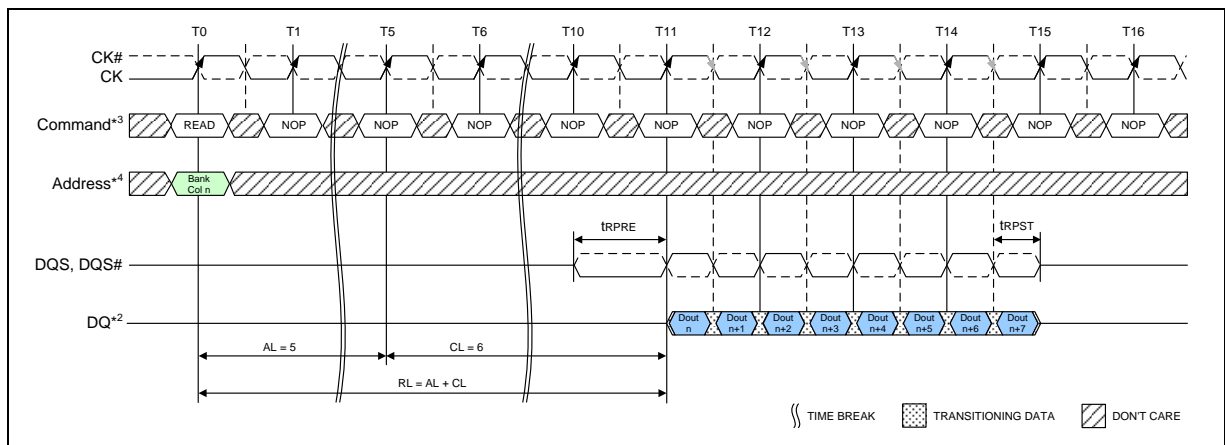 T0 T1 T5 T6 T10 T11 T12 T13 T14 T15 T16
CK#
CK
Command*3 READ NOP NOP NOP NOP NOP NOP NOP NOP NOP NOP
Address*4 Bank Col n
tRPRE tRPST
DQS, DQS#
DQ*2 Dout n Dout n+1 Dout n+2 Dout n+3 Dout n+4 Dout n+5 Dout n+6 Dout n+7
AL = 5 CL = 6
RL = AL + CL
TIME BREAK TRANSITIONING DATA DON'T CARE